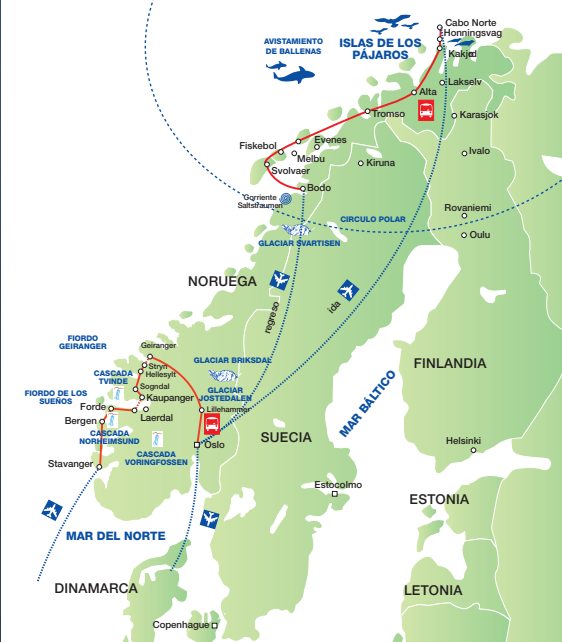 Cabo Norte
Honningsvag
AVISTAMIENTO
DE BALLENAS
ISLAS DE LOS
PÁJAROS
Lakselv
Alta
Tromso
Karasjok
Evenes
Fiskebol
Melbu
Ivalo
Kiruna
Svolvaer
Bodo
Saltstraumen
Rovaniemi
CIRCULO POLAR
Oulu
GLACIAR SVARTISEN
NORUEGA
ida
regreso
FIORDO
GEIRANGER
Geiranger
GLACIAR BRIKSDAL
FINLANDIA
Stryn
Hellesylt
CASCADA
TVINDE
Sogndal
FIORDO DE LOS
SUEÑOS
GLACIAR
JOSTEDALEN
Kaupanger
MAR BÁLTICO
Forde
Lillehammer
Laerdal
Bergen
CASCADA
NORHEIMSUND
SUECIA
Oslo
Helsinki
CASCADA
VORINGFOSSEN
Stavanger
Estocolmo
ESTONIA
MAR DEL NORTE
DINAMARCA
LETONIA
Copenhague